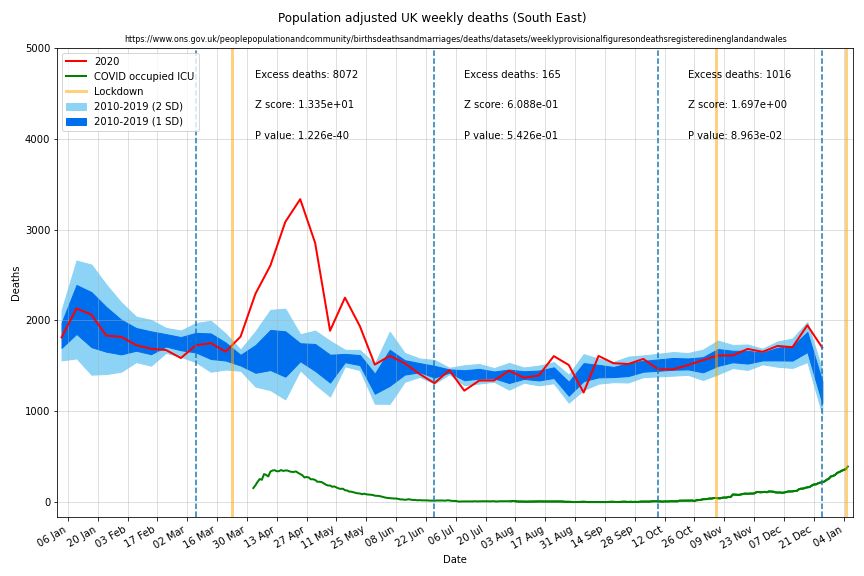 Population adjusted UK weekly deaths (South East)
https://www.ons.gov.uk/peoplepopulationandcommunity/birthsdeathsandmarriages/deaths/datasets/weeklyprovisionalfiguresondeathsregisteredinenglandandwales
2020
COVID occupied ICU
Lockdown
2010-2019 (2 SD)
2010-2019 (1 SD)
Excess deaths: 8072
Z score: 1.335e+01
P value: 1.226e-40
Excess deaths: 165
Z score: 6.088e-01
P value: 5.426e-01
Excess deaths: 1016
Z score: 1.697e+00
P value: 8.963e-02
5000
4000
3000
2000
1000
0
Deaths
06 Jan
20 Jan
03 Feb
17 Feb
02 Mar
16 Mar
30 Mar
13 Apr
27 Apr
11 May
25 May
08 Jun
22 Jun
06 Jul
20 Jul
03 Aug
17 Aug
31 Aug
14 Sep
28 Sep
12 Oct
26 Oct
09 Nov
23 Nov
07 Dec
21 Dec
04 Jan
Date